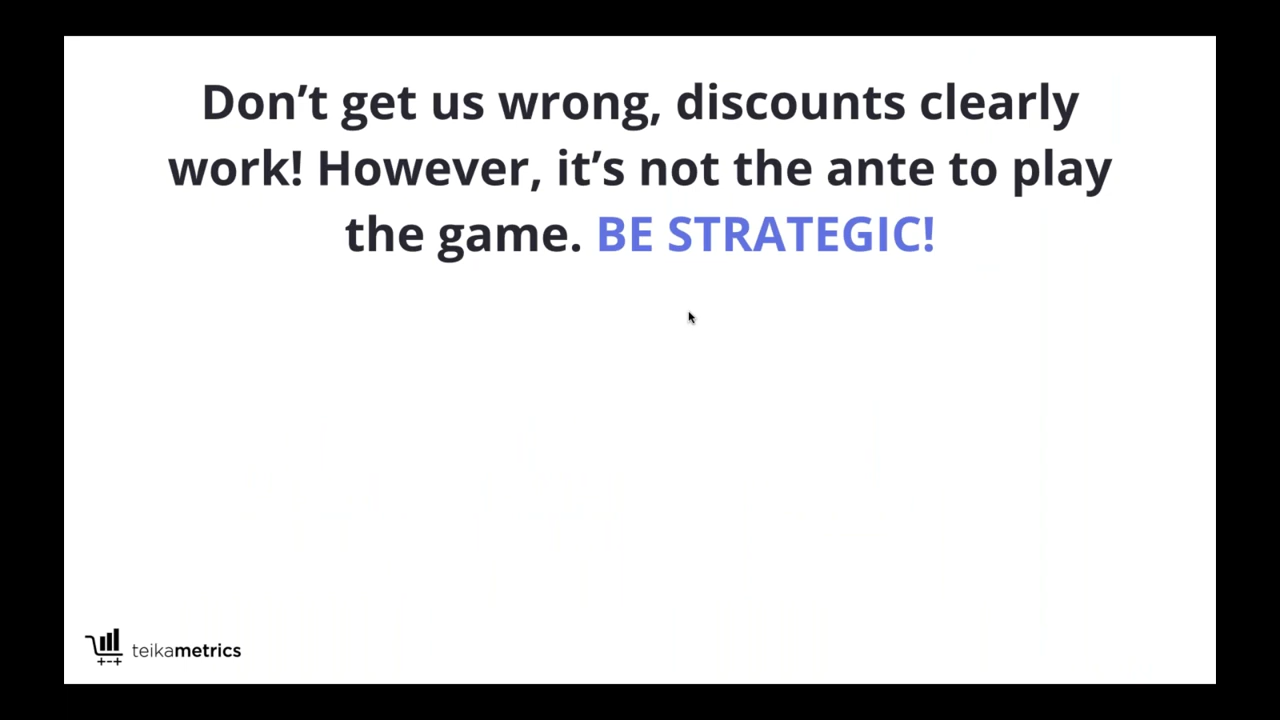 Don’t get us wrong, discounts clearly
work! However, it’s not the ante to play
the game. BE STRATEGIC!
teikametrics